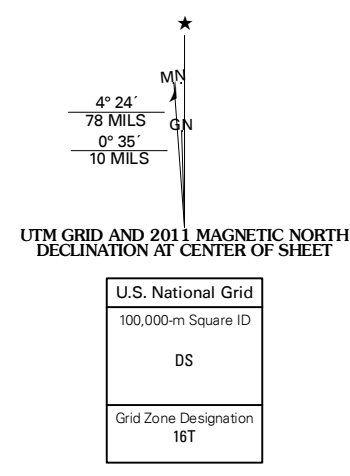 ★
MN
4° 24´
78 MILS
GN
0° 35´
10 MILS
UTM GRID AND 2011 MAGNETIC NORTH
DECLINATION AT CENTER OF SHEET
U.S. National Grid
100,000-m Square ID
DS
Grid Zone Designation
16T